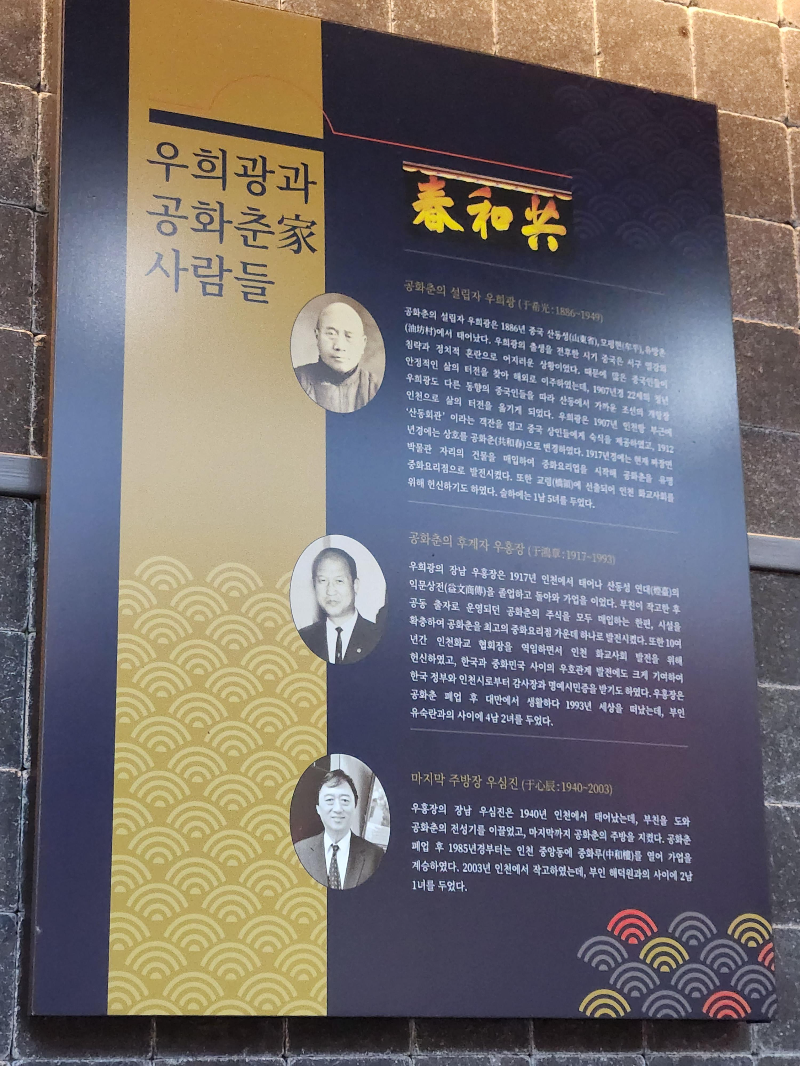 우희광과
공화춘家
사람들
春和共
공화춘의 설립자 우희광 (于希光 : 1886~1949)
공화춘의 설립자 우희광은 1886년 중국 산동성(山東省), 모평현(牟平), 유방촌
(油坊村)에서 태어났다. 우희광의 출생을 전후한 시기 중국은 서구 열강의
침략과 정치적 혼란으로 어지러운 상황이었다. 때문에 많은 중국인들이
안정적인 삶의 터전을 찾아 해외로 이주하였는데, 1907년경 22세의 청년
우희광도 다른 동향의 중국인들을 따라 산동에서 가까운 조선의 개항장
인천으로 삶의 터전을 옮기게 되었다. 우희광은 1907년 인천항 부근에
‘산동회관’ 이라는 객잔을 열고 중국 상인들에게 숙식을 제공하였고, 1912
년경에는 상호를 공화춘(共和春)으로 변경하였다. 1917년경에는 현재 짜장면
박물관 자리의 건물을 매입하여 중화요리업을 시작해 공화춘을 유명
중화요리점으로 발전시켰다. 또한 교령(僑領)에 선출되어 인천 화교사회를
위해 헌신하기도 하였다. 슬하에는 1남 5녀를 두었다.
공화춘의 후계자 우홍장 (于鴻章 : 1917~1993)
우희광의 장남 우홍장은 1917년 인천에서 태어나 산동성 연대(煙臺)의
익문상전(益文商傳)을 졸업하고 돌아와 가업을 이었다. 부친이 작고한 후
공동 출자로 운영되던 공화춘의 주식을 모두 매입하는 한편, 시설을
확충하여 공화춘을 최고의 중화요리점 가운데 하나로 발전시켰다. 또한 10여
년간 인천화교 협회장을 역임하면서 인천 화교사회 발전을 위해
헌신하였고, 한국과 중화민국 사이의 우호관계 발전에도 크게 기여하여
한국 정부와 인천시로부터 감사장과 명예시민증을 받기도 하였다. 우홍장은
공화춘 폐업 후 대만에서 생활하다 1993년 세상을 떠났는데, 부인
유숙란과의 사이에 4남 2녀를 두었다.
마지막 주방장 우심진 (于心辰 : 1940~2003)
우홍장의 장남 우심진은 1940년 인천에서 태어났는데, 부친을 도와
공화춘의 전성기를 이끌었고, 마지막까지 공화춘의 주방을 지켰다. 공화춘
폐업 후 1985년경부터는 인천 중앙동에 중화루(中和樓)를 열어 가업을
계승하였다. 2003년 인천에서 작고하였는데, 부인 해덕원과의 사이에 2남
1녀를 두었다.